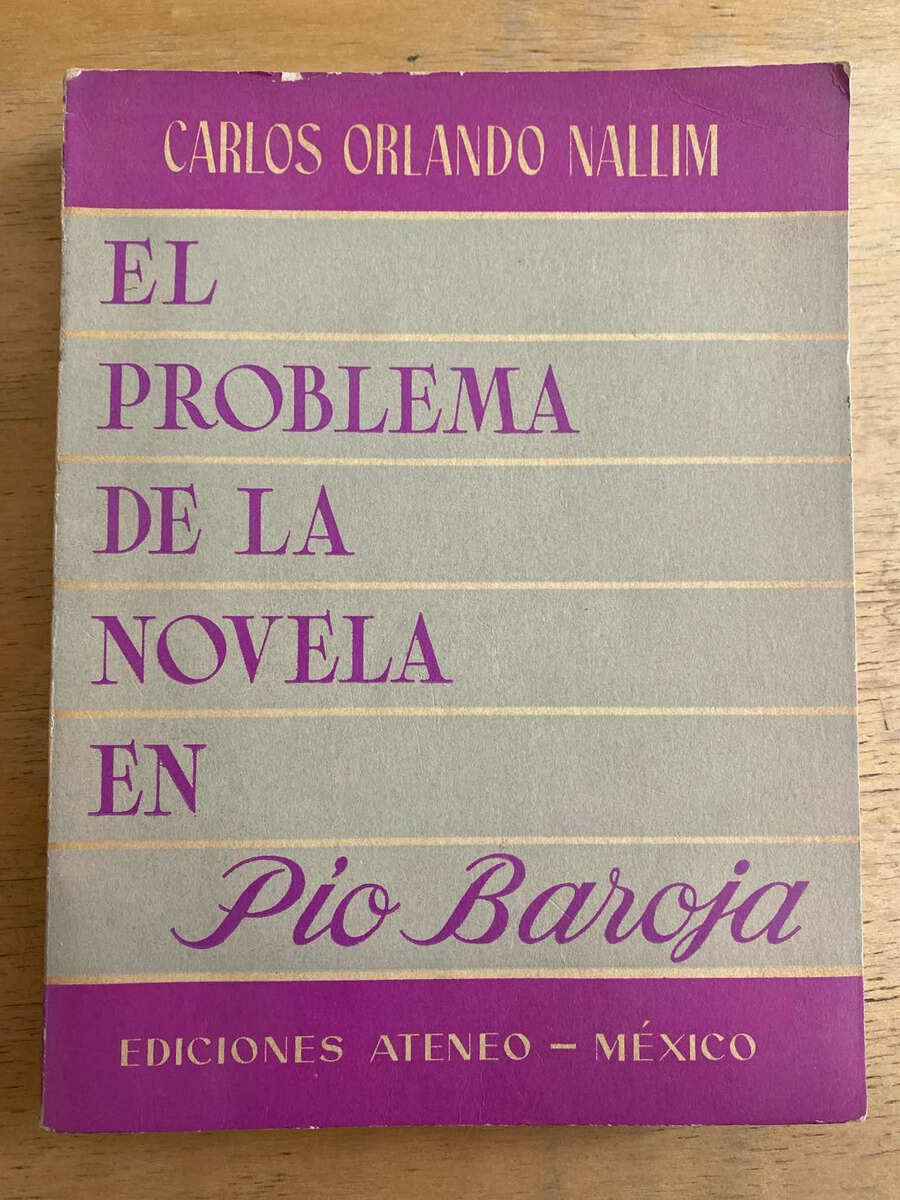 CARLOS ORLANDO NALLIM
EL
PROBLEMA
DE LA
NOVELA
EN
Pío Baroja
EDICIONES ATENEO – MÉXICO